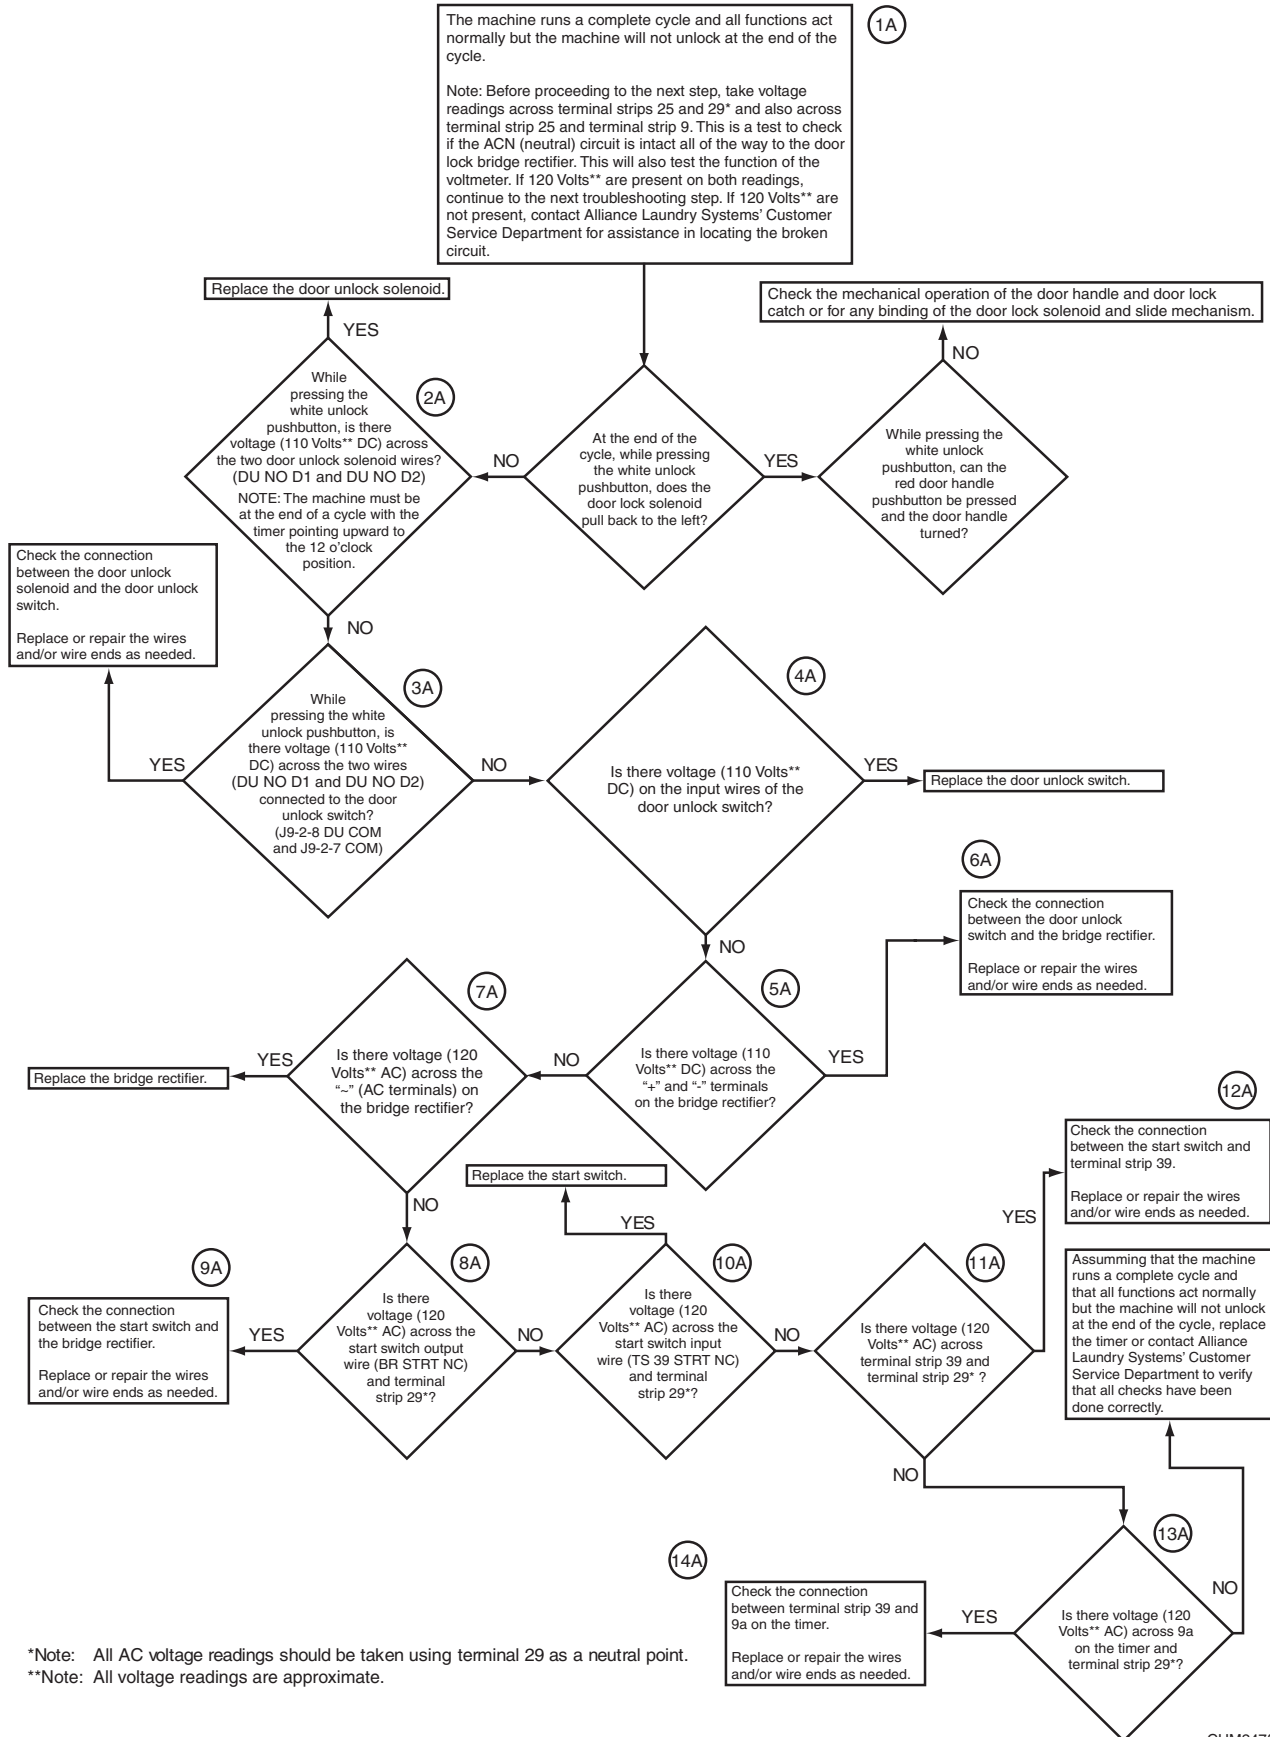 The machine runs a complete cycle and all functions act
normally but the machine will not unlock at the end of the
cycle.
Note: Before proceeding to the next step, take voltage
readings across terminal strips 25 and 29* and also across
terminal strip 25 and terminal strip 9. This is a test to check
if the ACN (neutral) circuit is intact all of the way to the door
lock bridge rectifier. This will also test the function of the
voltmeter. If 120 Volts** are present on both readings,
continue to the next troubleshooting step. If 120 Volts** are
not present, contact Alliance Laundry Systems' Customer
Service Department for assistance in locating the broken
circuit.
1A
Replace the door unlock solenoid.
YES
Check the mechanical operation of the door handle and door lock
catch or for any binding of the door lock solenoid and slide mechanism.
NO
While
pressing the
white unlock
pushbutton, is there
voltage (110 Volts** DC) across
the two door unlock solenoid wires?
(DU NO D1 and DU NO D2)
NOTE: The machine must be
at the end of a cycle with the
timer pointing upward to
the 12 o'clock
position.
2A
NO
At the end of the
cycle, while pressing
the white unlock
pushbutton, does the
door lock solenoid
pull back to the left?
YES
While pressing the
white unlock
pushbutton, can the
red door handle
pushbutton be pressed
and the door handle
turned?
Check the connection
between the door unlock
solenoid and the door unlock
switch.
Replace or repair the wires
and/or wire ends as needed.
NO
YES
While
pressing the white
unlock pushbutton, is
there voltage (110 Volts**
DC) across the two wires
(DU NO D1 and DU NO D2)
connected to the door
unlock switch?
(J9-2-8 DU COM
and J9-2-7 COM)
3A
NO
Is there voltage (110 Volts**
DC) on the input wires of the
door unlock switch?
4A
YES
Replace the door unlock switch.
NO
6A
Check the connection
between the door unlock
switch and the bridge rectifier.
Replace or repair the wires
and/or wire ends as needed.
Replace the bridge rectifier.
YES
Is there voltage (120
Volts** AC) across the
"~" (AC terminals) on
the bridge rectifier?
7A
NO
Is there voltage (110
Volts** DC) across the
"+" and "-" terminals
on the bridge rectifier?
5A
YES
12A
Check the connection
between the start switch and
terminal strip 39.
Replace or repair the wires
and/or wire ends as needed.
Replace the start switch.
NO
YES
YES
9A
Check the connection
between the start switch and
the bridge rectifier.
Replace or repair the wires
and/or wire ends as needed.
YES
Is there
voltage (120
Volts** AC) across the
start switch output
wire (BR STRT NC)
and terminal
strip 29*?
8A
NO
Is there
voltage (120
Volts** AC) across the
start switch input
wire (TS 39 STRT NC)
and terminal
strip 29*?
10A
NO
Is there voltage (120
Volts** AC) across
terminal strip 39 and
terminal strip 29* ?
11A
Assuming that the machine
runs a complete cycle and
that all functions act normally
but the machine will not unlock
at the end of the cycle, replace
the timer or contact Alliance
Laundry Systems' Customer
Service Department to verify
that all checks have been
done correctly.
NO
14A
Check the connection
between terminal strip 39 and
9a on the timer.
Replace or repair the wires
and/or wire ends as needed.
YES
Is there voltage (120
Volts** AC) across 9a
on the timer and
terminal strip 29*?
13A
NO
*Note: All AC voltage readings should be taken using terminal 29 as a neutral point.
**Note: All voltage readings are approximate.